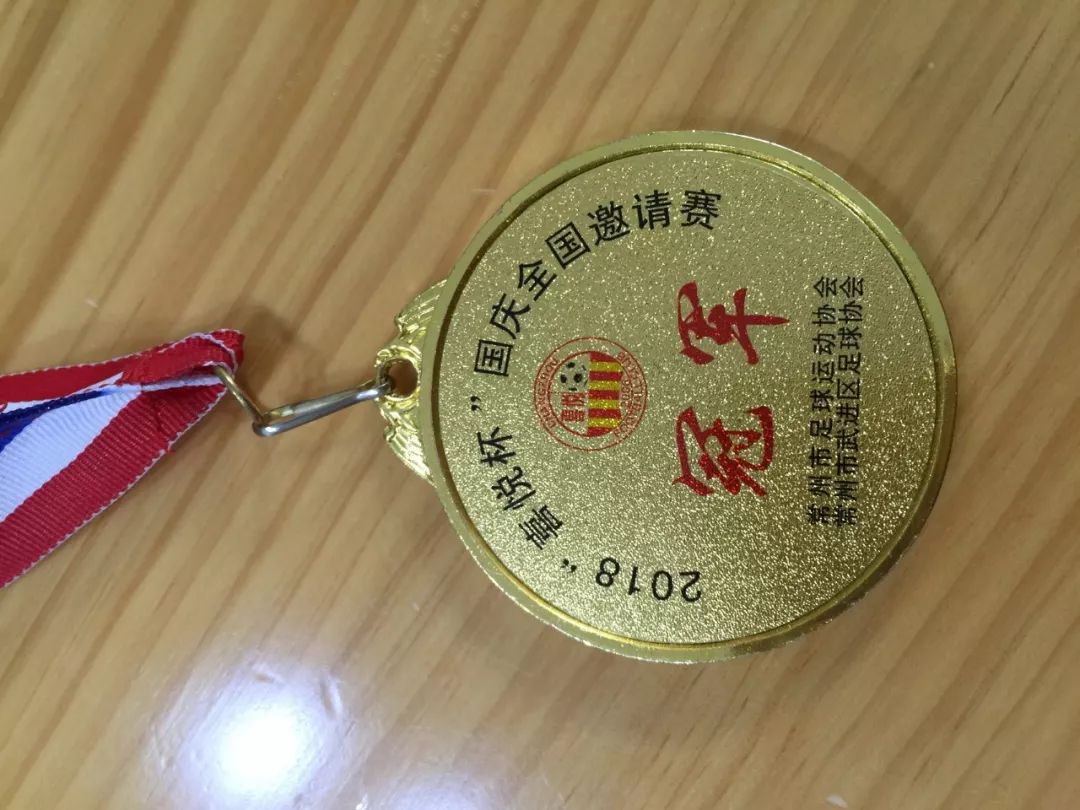 2018“嘉悦杯”国庆全国邀请赛
冠军
常州市足球运动协会
常州市武进区足球协会